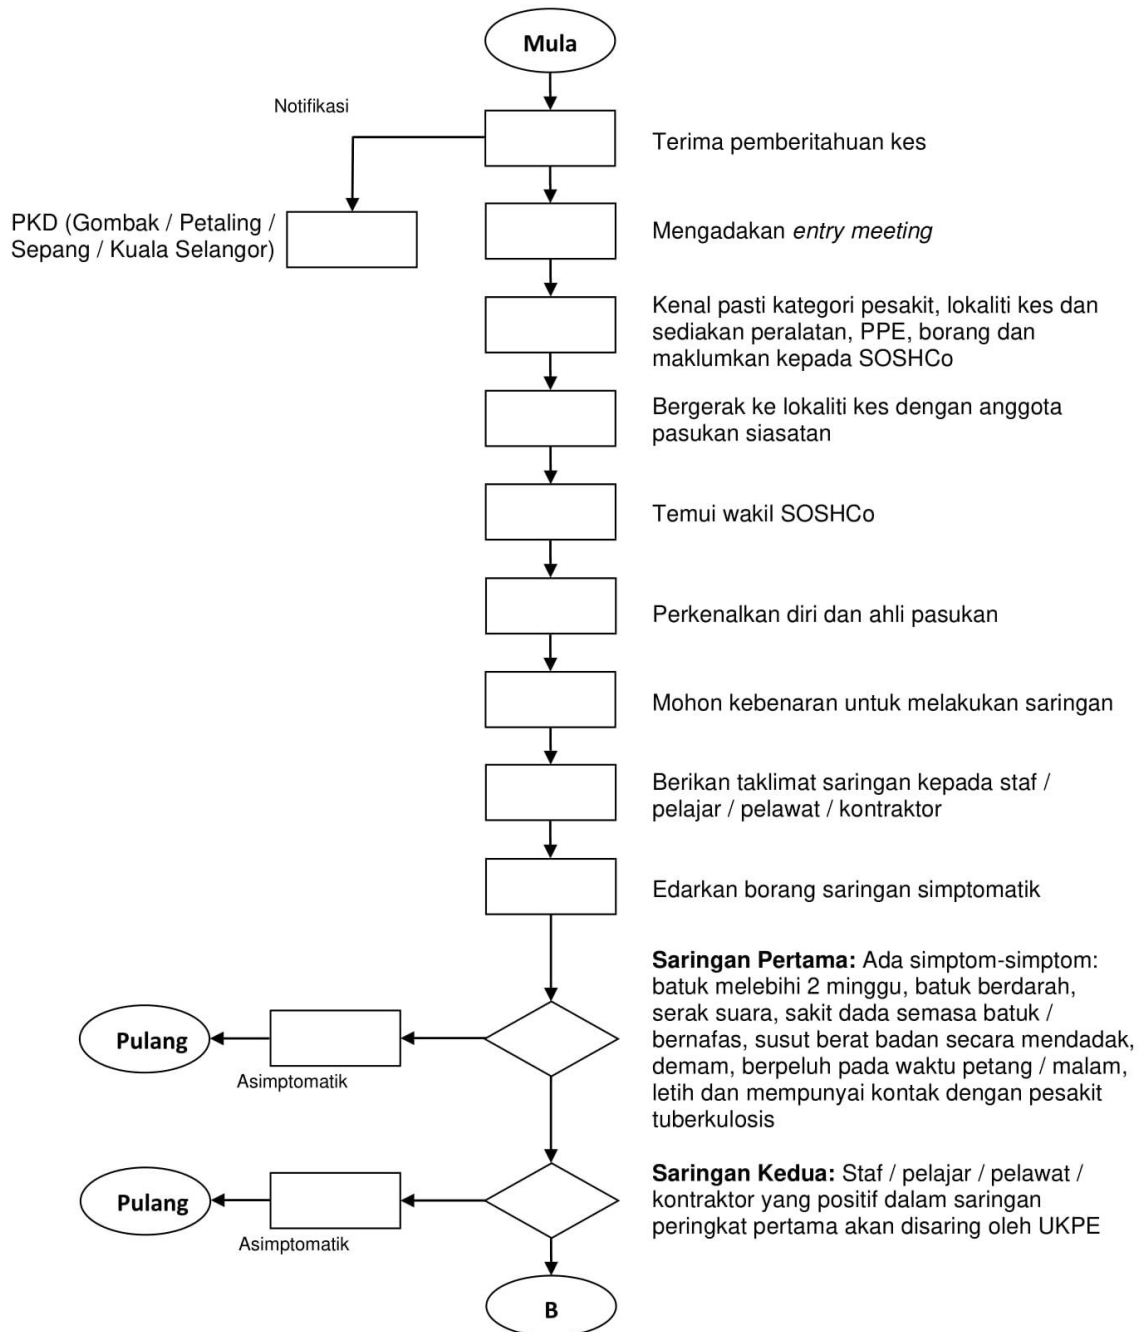 Mula
Notifikasi
Terima pemberitahuan kes
PKD (Gombak / Petaling /
Sepang / Kuala Selangor)
Mengadakan entry meeting
Kenal pasti kategori pesakit, lokaliti kes dan
sediakan peralatan, PPE, borang dan
maklumkan kepada SOSHCo
Bergerak ke lokaliti kes dengan anggota
pasukan siasatan
Temui wakil SOSHCo
Perkenalkan diri dan ahli pasukan
Mohon kebenaran untuk melakukan saringan
Berikan taklimat saringan kepada staf /
pelajar / pelawat / kontraktor
Edarkan borang saringan simptomatik
Saringan Pertama: Ada simptom-simptom:
batuk melebihi 2 minggu, batuk berdarah,
serak suara, sakit dada semasa batuk /
bernafas, susut berat badan secara mendadak,
demam, berpeluh pada waktu petang / malam,
letih dan mempunyai kontak dengan pesakit
tuberkulosis
Pulang
Asimptomatik
Saringan Kedua: Staf / pelajar / pelawat /
kontraktor yang positif dalam saringan
peringkat pertama akan disaring oleh UKPE
Pulang
Asimptomatik
B